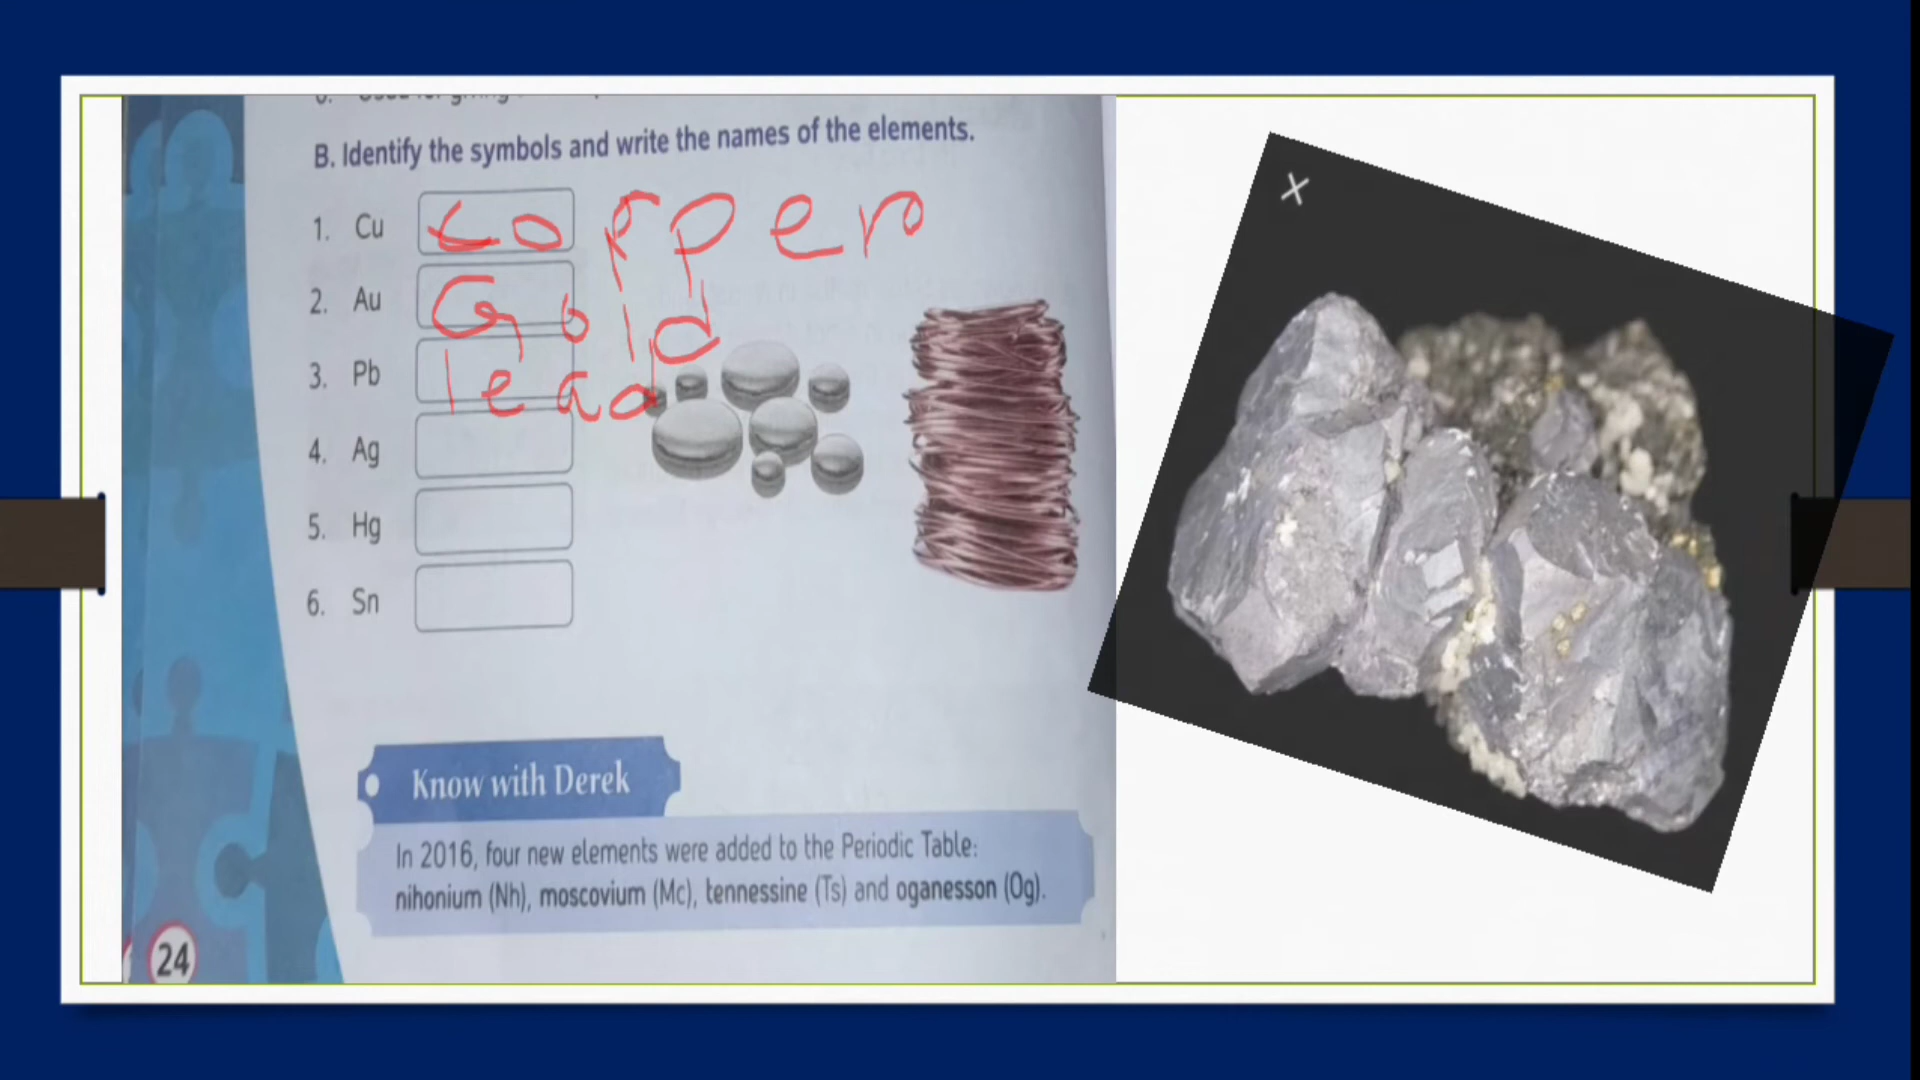 B. Identify the symbols and write the names of the elements.
1. Cu copper
2. Au Gold
3. Pb lead
4. Ag
5. Hg
6. Sn
Know with Derek
In 2016, four new elements were added to the Periodic Table:
nihonium (Nh), moscovium (Mc), tennessine (Ts) and oganesson (Og).
24